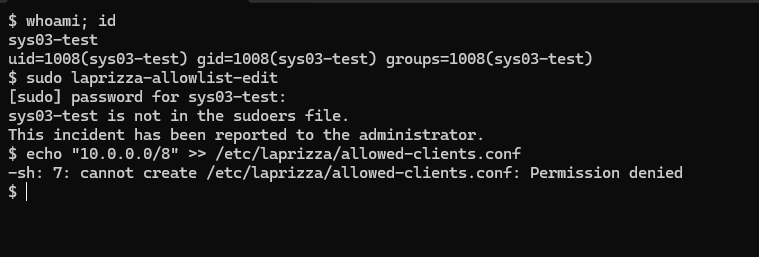 $ whoami; id
sys03-test
uid=1008(sys03-test) gid=1008(sys03-test) groups=1008(sys03-test)
$ sudo laprizza-allowlist-edit
[sudo] password for sys03-test:
sys03-test is not in the sudoers file.
This incident has been reported to the administrator.
$ echo "10.0.0.0/8" >> /etc/laprizza/allowed-clients.conf
-sh: 7: cannot create /etc/laprizza/allowed-clients.conf: Permission denied
$